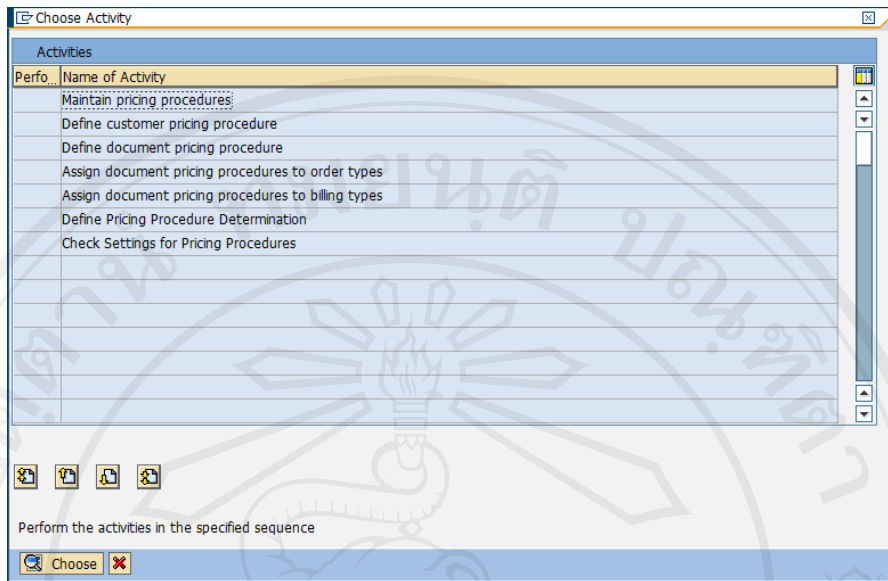 Choose Activity
Activities
Perfo... Name of Activity
Maintain pricing procedures
Define customer pricing procedure
Define document pricing procedure
Assign document pricing procedures to order types
Assign document pricing procedures to billing types
Define Pricing Procedure Determination
Check Settings for Pricing Procedures
Perform the activities in the specified sequence
Choose